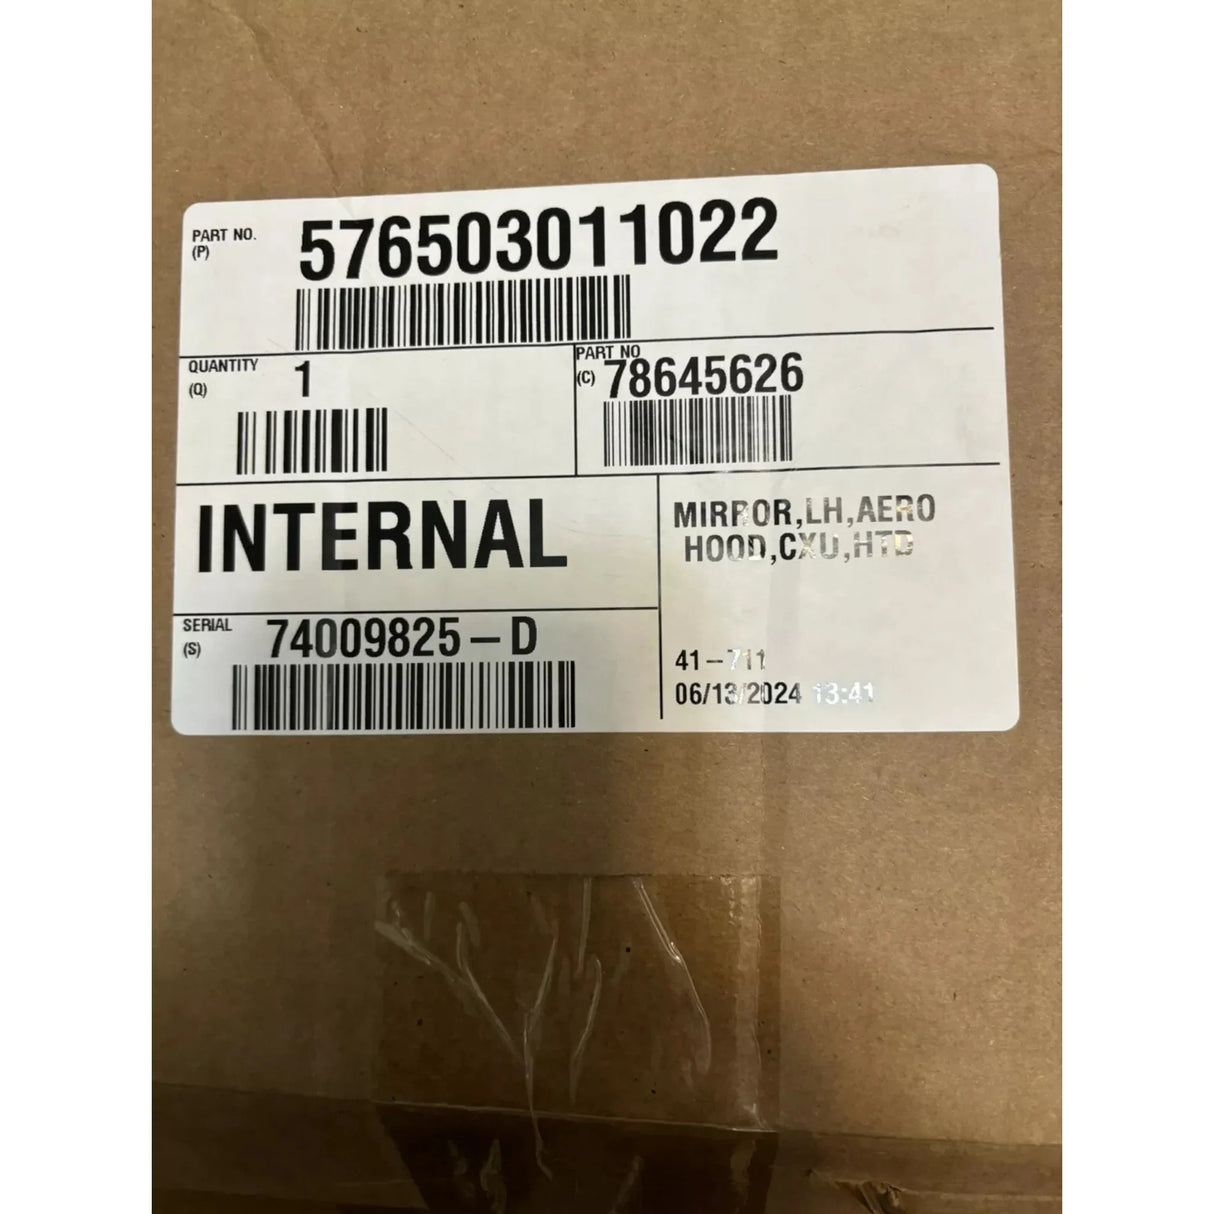 PART NO.
(P)
576503011022
QUANTITY
(Q)
1
PART NO
(C)
78645626
INTERNAL
MIRROR,LH,AERO
HOOD,CXU,HTD
SERIAL
(S)
74009825-D
41-711
06/13/2024 13:41